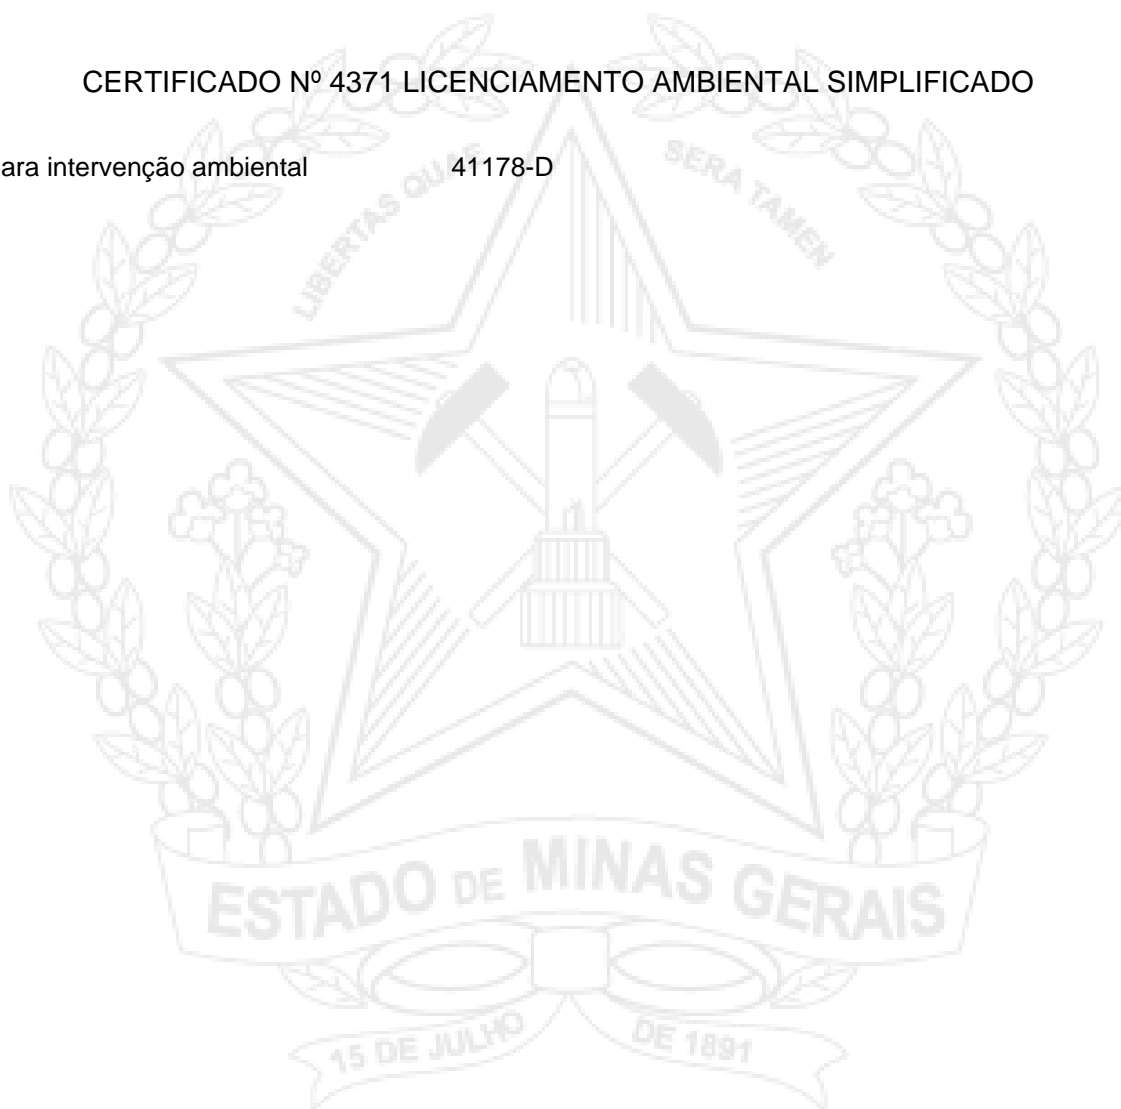 CERTIFICADO Nº 4371 LICENCIAMENTO AMBIENTAL SIMPLIFICADO
ara intervenção ambiental 41178-D
LIBERTAS QUAE SERA TAMEN
ESTADO DE MINAS GERAIS
15 DE JULHO DE 1891